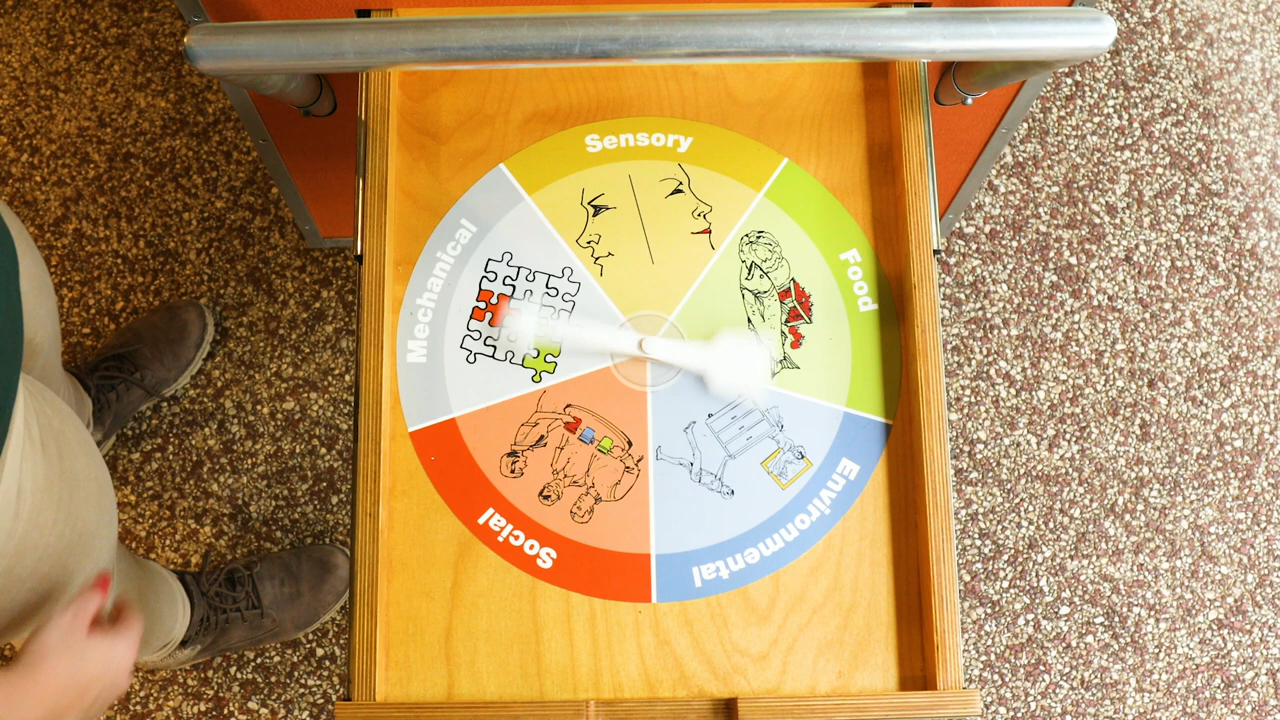 Sensory
Food
Environmental
Social
Mechanical